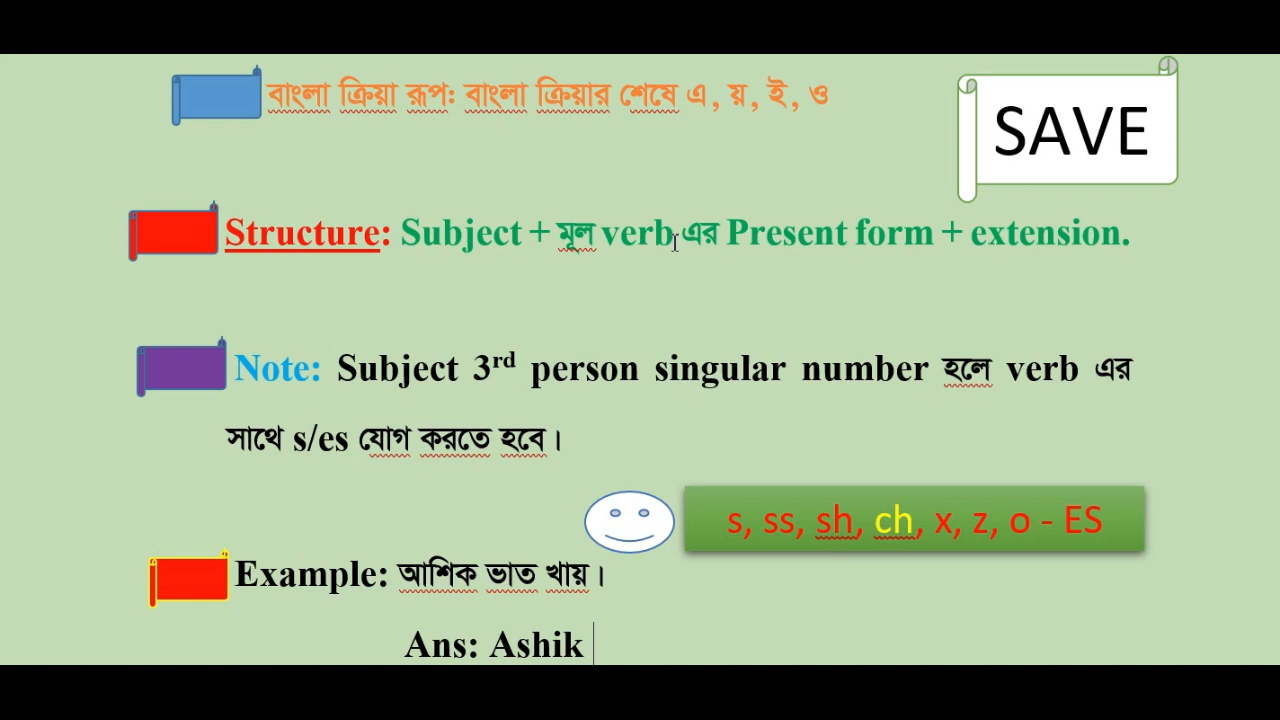 বাংলা ক্রিয়া রূপ: বাংলা ক্রিয়ার শেষে এ, য়, ই, ও
SAVE
Structure: Subject + মূল verb এর Present form + extension.
Note: Subject 3rd person singular number হলে verb এর
সাথে s/es যোগ করতে হবে।
s, ss, sh, ch, x, z, o - ES
Example: আশিক ভাত খায়।
Ans: Ashik